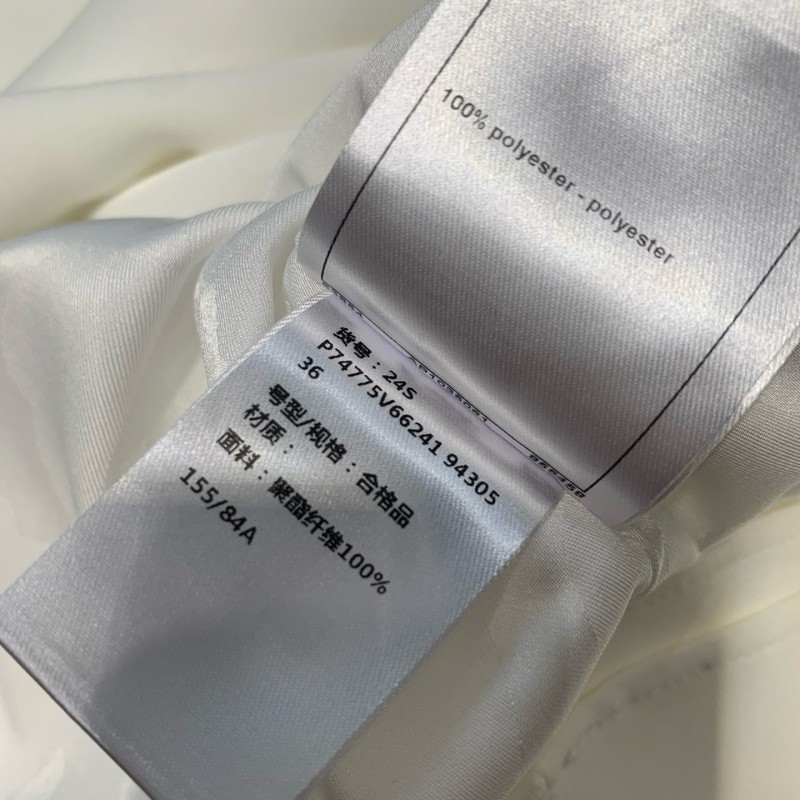 100% polyester - polyester
货号：24S
P74775V66241 94305
36
号型/规格：合格品
材质：
面料：聚酯纤维100%
155/84A